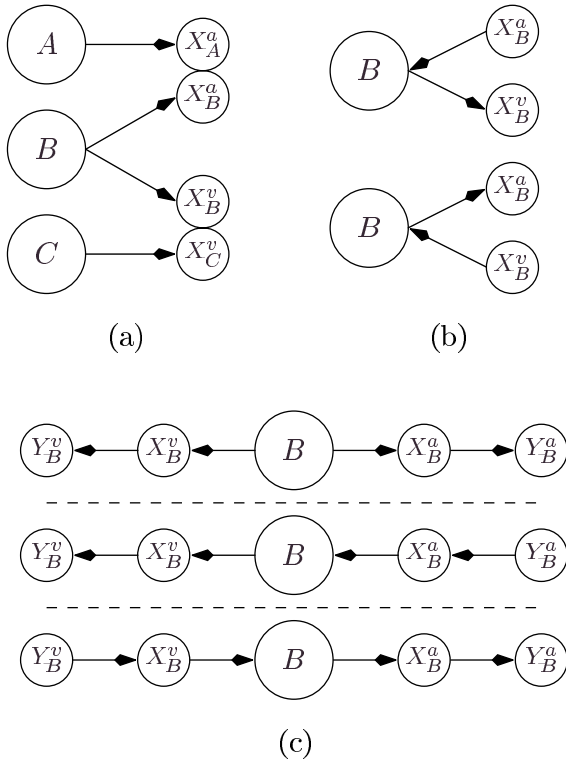 A X_A^a X_B^a
B X_B^a X_B^v
X_B^v B X_B^a
C X_C^v X_B^v
(a) (b)
Y_B^v X_B^v B X_B^a Y_B^a
Y_B^v X_B^v B X_B^a Y_B^a
Y_B^v X_B^v B X_B^a Y_B^a
(c)